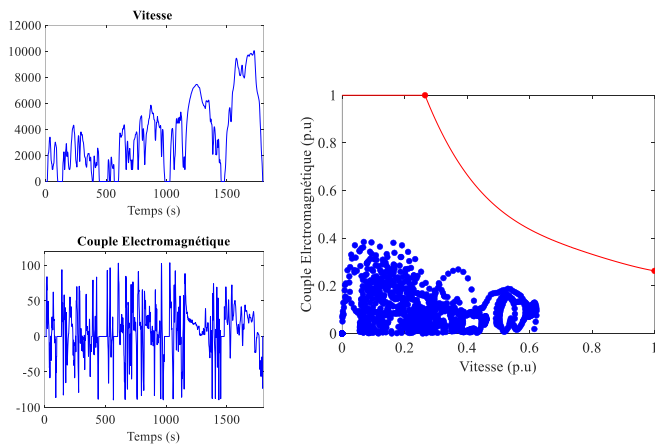 Vitesse
12000
10000
8000
6000
4000
2000
0
0 500 1000 1500
Temps (s)
Couple Electromagnétique
100
50
0
-50
-100
0 500 1000 1500
Temps (s)
Couple Elrctromagnétique (p.u)
1
0.8
0.6
0.4
0.2
0
0 0.2 0.4 0.6 0.8 1
Vitesse (p.u)